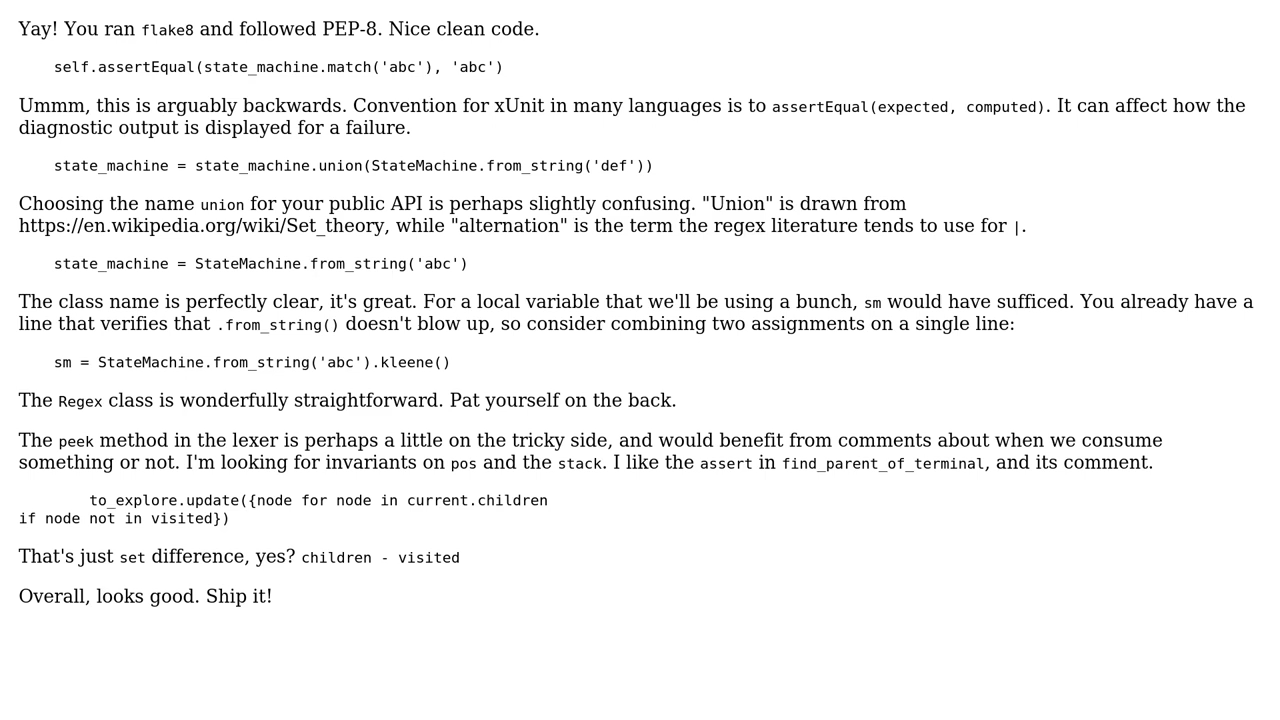 Yay! You ran flake8 and followed PEP-8. Nice clean code.
self.assertEqual(state_machine.match('abc'), 'abc')
Ummm, this is arguably backwards. Convention for xUnit in many languages is to assertEqual(expected, computed). It can affect how the
diagnostic output is displayed for a failure.
state_machine = state_machine.union(StateMachine.from_string('def'))
Choosing the name union for your public API is perhaps slightly confusing. "Union" is drawn from
https://en.wikipedia.org/wiki/Set_theory, while "alternation" is the term the regex literature tends to use for |.
state_machine = StateMachine.from_string('abc')
The class name is perfectly clear, it's great. For a local variable that we'll be using a bunch, sm would have sufficed. You already have a
line that verifies that .from_string() doesn't blow up, so consider combining two assignments on a single line:
sm = StateMachine.from_string('abc').kleene()
The Regex class is wonderfully straightforward. Pat yourself on the back.
The peek method in the lexer is perhaps a little on the tricky side, and would benefit from comments about when we consume
something or not. I'm looking for invariants on pos and the stack. I like the assert in find_parent_of_terminal, and its comment.
to_explore.update({node for node in current.children
if node not in visited})
That's just set difference, yes? children - visited
Overall, looks good. Ship it!